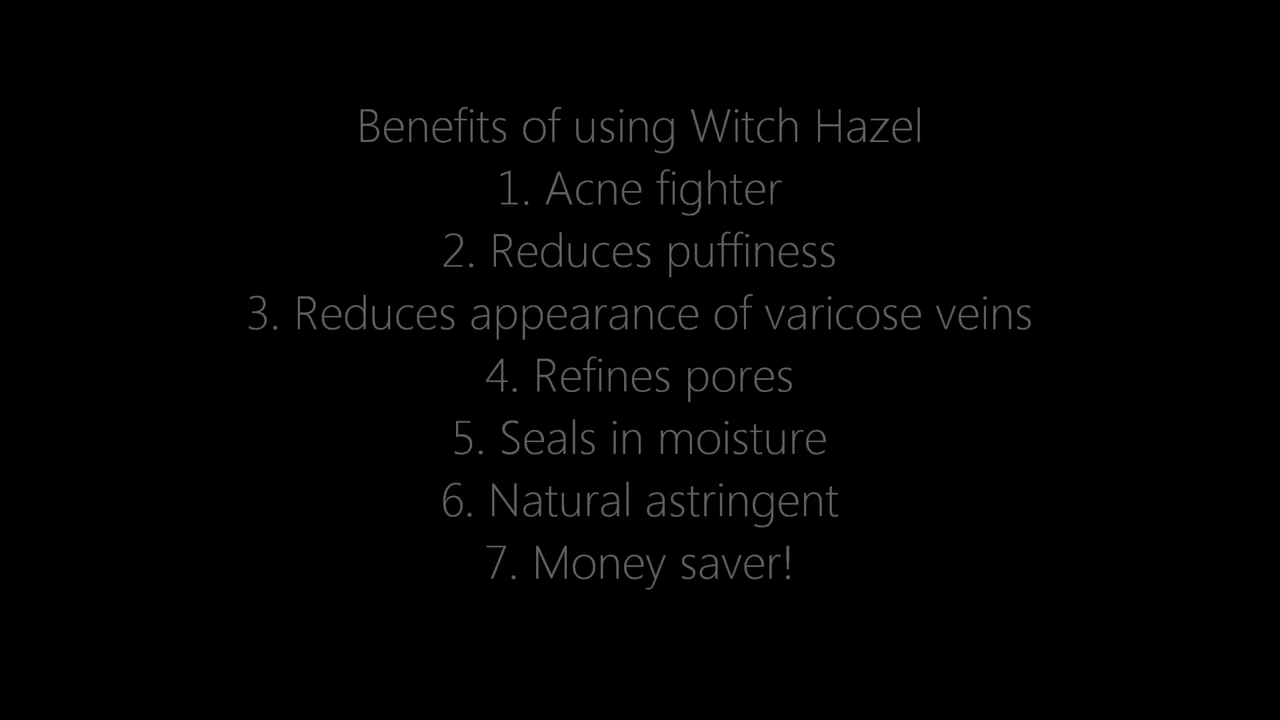 Benefits of using Witch Hazel
1. Acne fighter
2. Reduces puffiness
3. Reduces appearance of varicose veins
4. Refines pores
5. Seals in moisture
6. Natural astringent
7. Money saver!